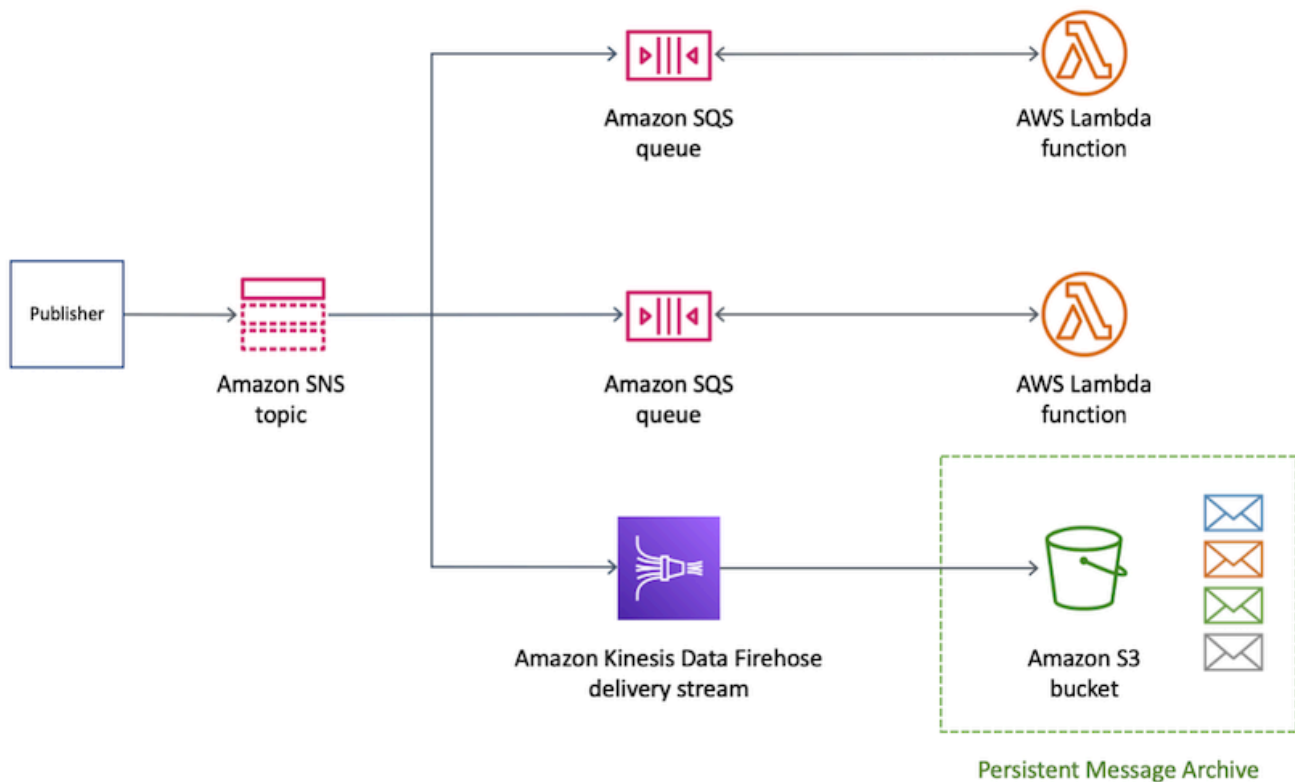 Amazon SQS
queue
AWS Lambda
function
Publisher
Amazon SNS
topic
Amazon SQS
queue
AWS Lambda
function
Amazon Kinesis Data Firehose
delivery stream
Amazon S3
bucket
Persistent Message Archive